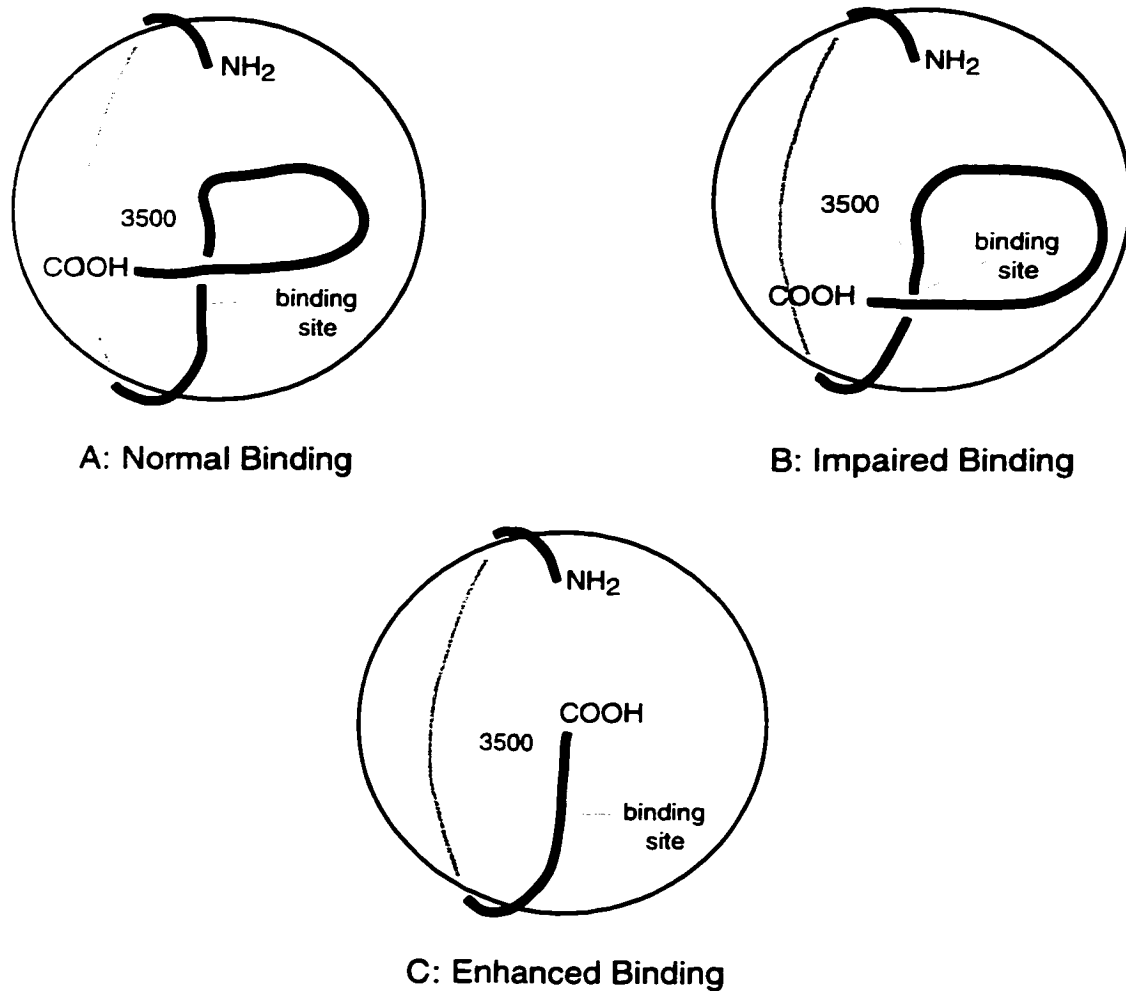 NH2
3500
COOH
binding
site
A: Normal Binding
NH2
3500
binding
site
COOH
B: Impaired Binding
NH2
COOH
3500
binding
site
C: Enhanced Binding